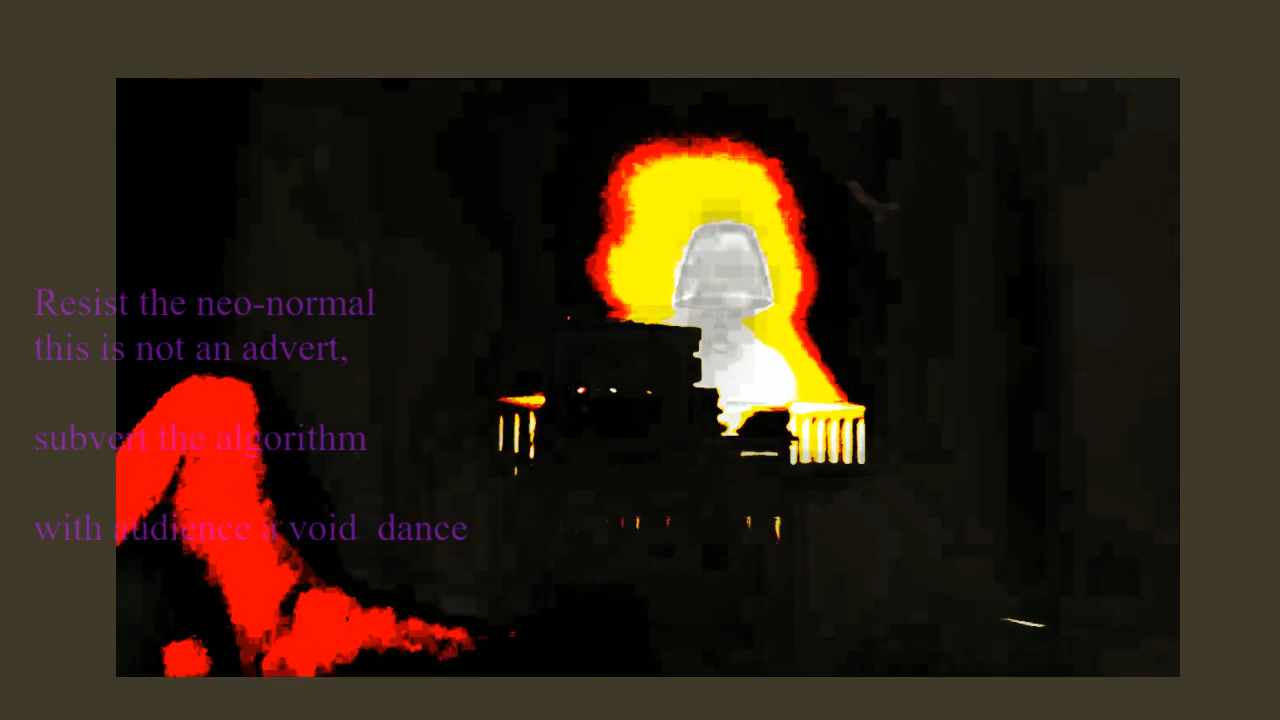 Resist the neo-normal
this is not an advert,
subvert the algorithm
with audience a void  dance